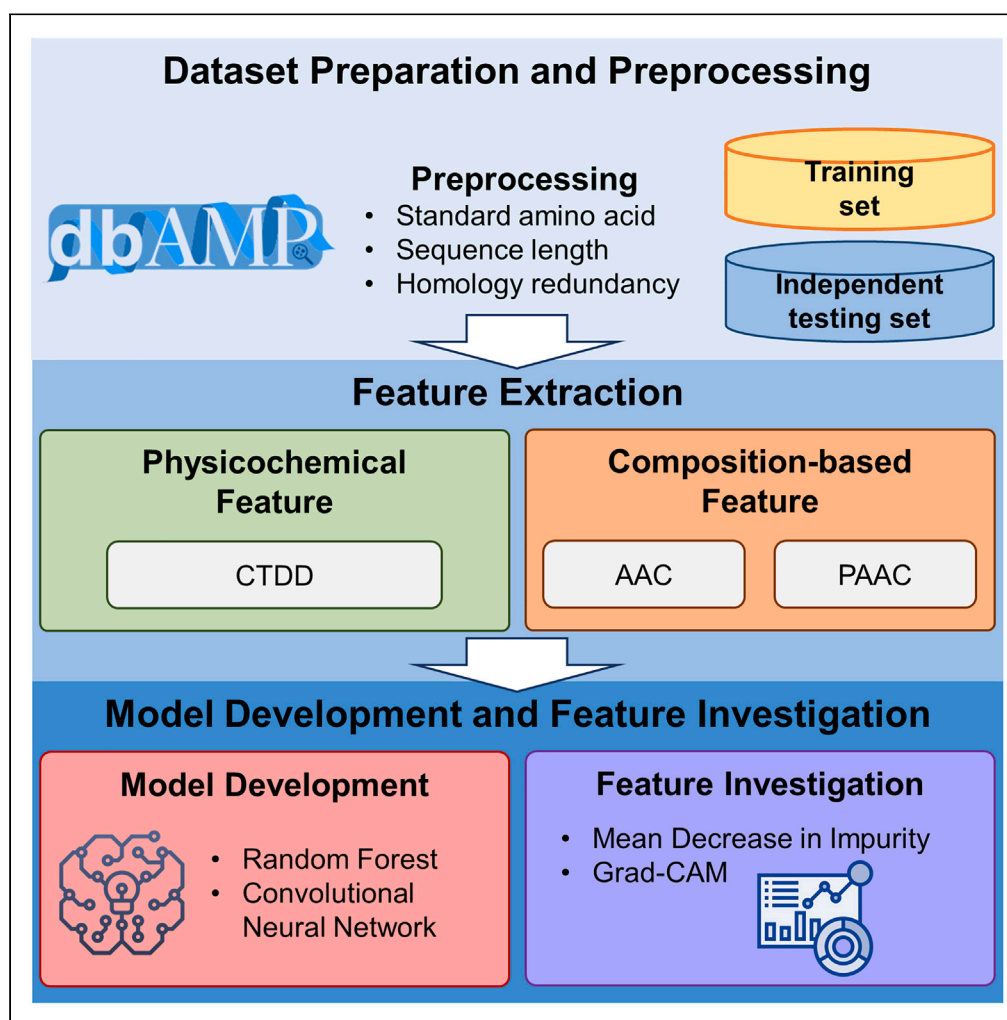 Dataset Preparation and Preprocessing
dbAMP
Preprocessing
• Standard amino acid
• Sequence length
• Homology redundancy
Training
set
Independent
testing set
Feature Extraction
Physicochemical
Feature
CTDD
Composition-based
Feature
AAC
PAAC
Model Development and Feature Investigation
Model Development
• Random Forest
• Convolutional
Neural Network
Feature Investigation
• Mean Decrease in Impurity
• Grad-CAM